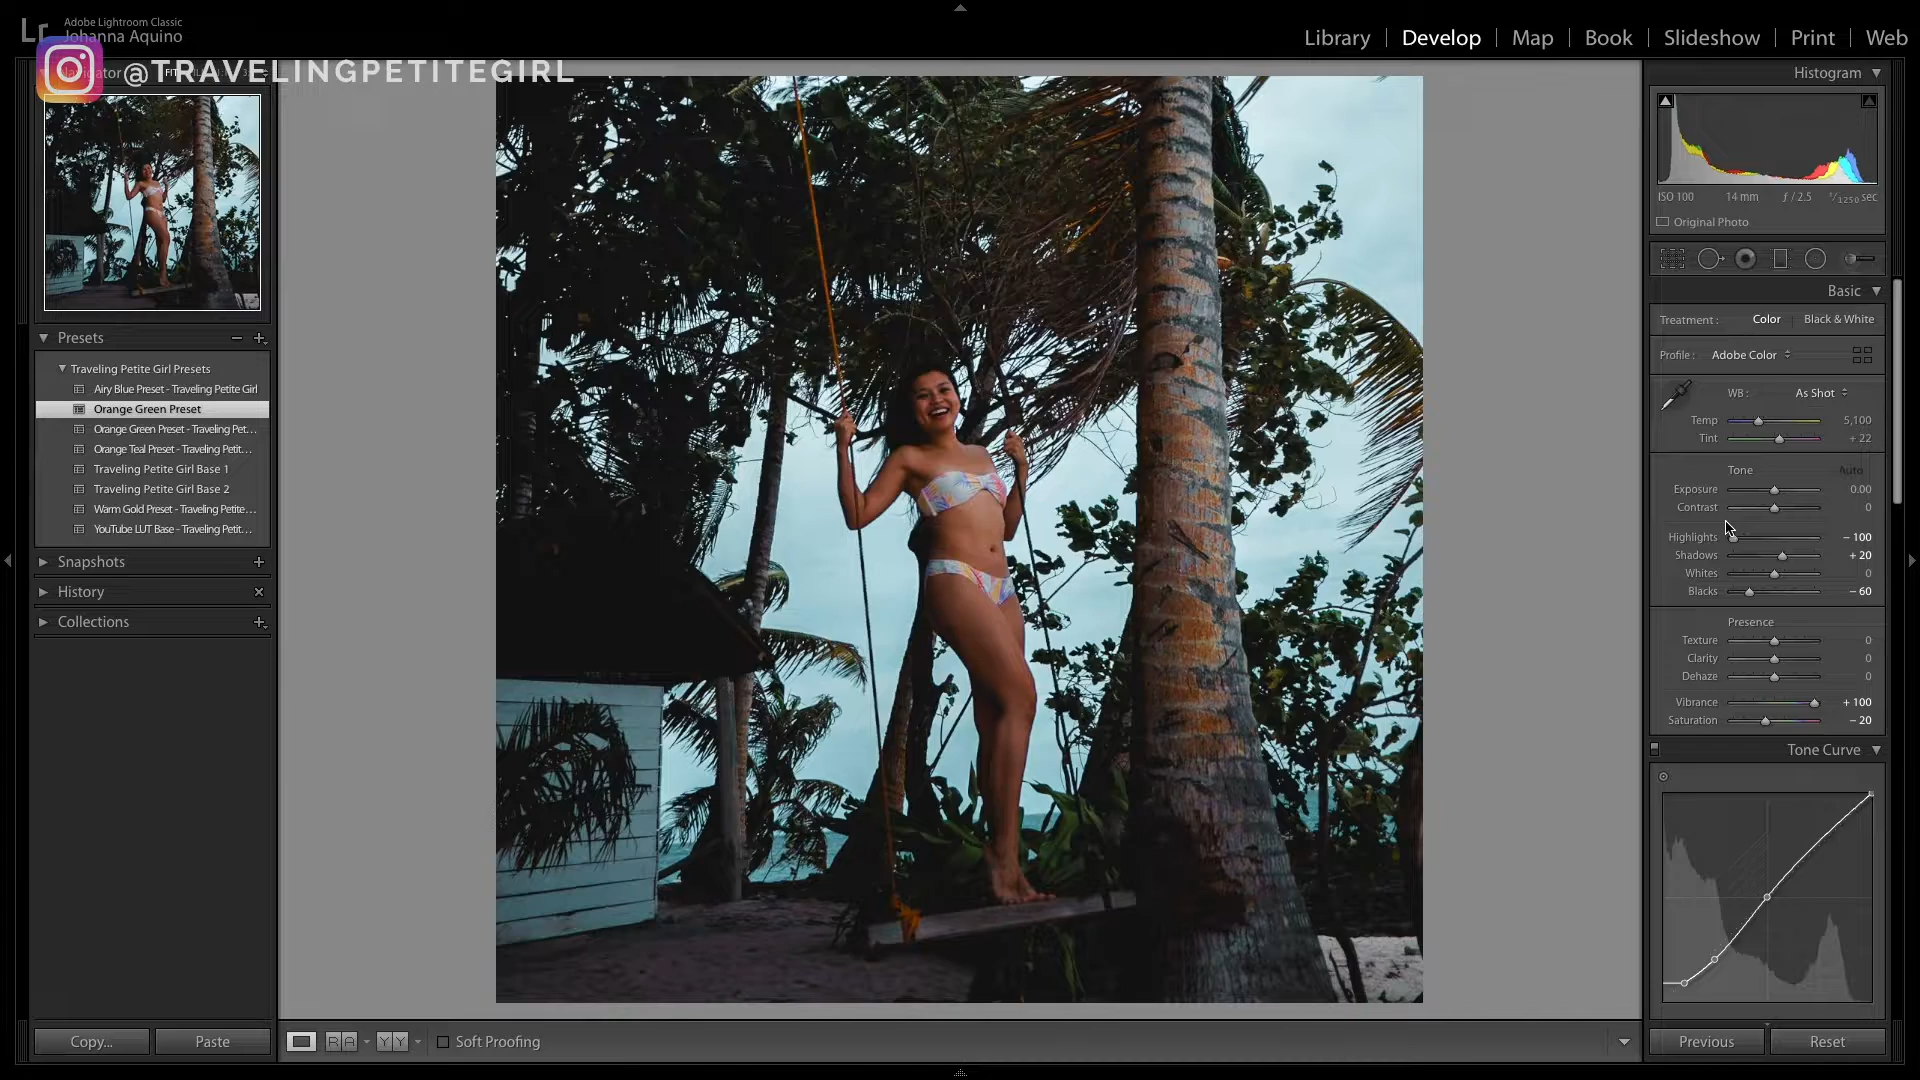 Lr
Adobe Lightroom Classic
Johanna Aquino
@TRAVELINGPETITEGIRL
Library | Develop | Map | Book | Slideshow | Print | Web
Presets
Traveling Petite Girl Presets
Airy Blue Preset - Traveling Petite Girl
Orange Green Preset
Orange Green Preset - Traveling Pet...
Orange Teal Preset - Traveling Petit...
Traveling Petite Girl Base 1
Traveling Petite Girl Base 2
Warm Gold Preset - Traveling Petite...
YouTube LUT Base - Traveling Petit...
Snapshots
History
Collections
Copy...
Paste
R A
Y Y
Soft Proofing
Histogram
ISO 100 14 mm ƒ / 2.5 1/1250 sec
Original Photo
Basic
Treatment : Color Black & White
Profile : Adobe Color
WB : As Shot
Temp 5,100
Tint + 22
Tone Auto
Exposure 0.00
Contrast 0
Highlights − 100
Shadows + 20
Whites 0
Blacks − 60
Presence
Texture 0
Clarity 0
Dehaze 0
Vibrance + 100
Saturation − 20
Tone Curve
Previous
Reset